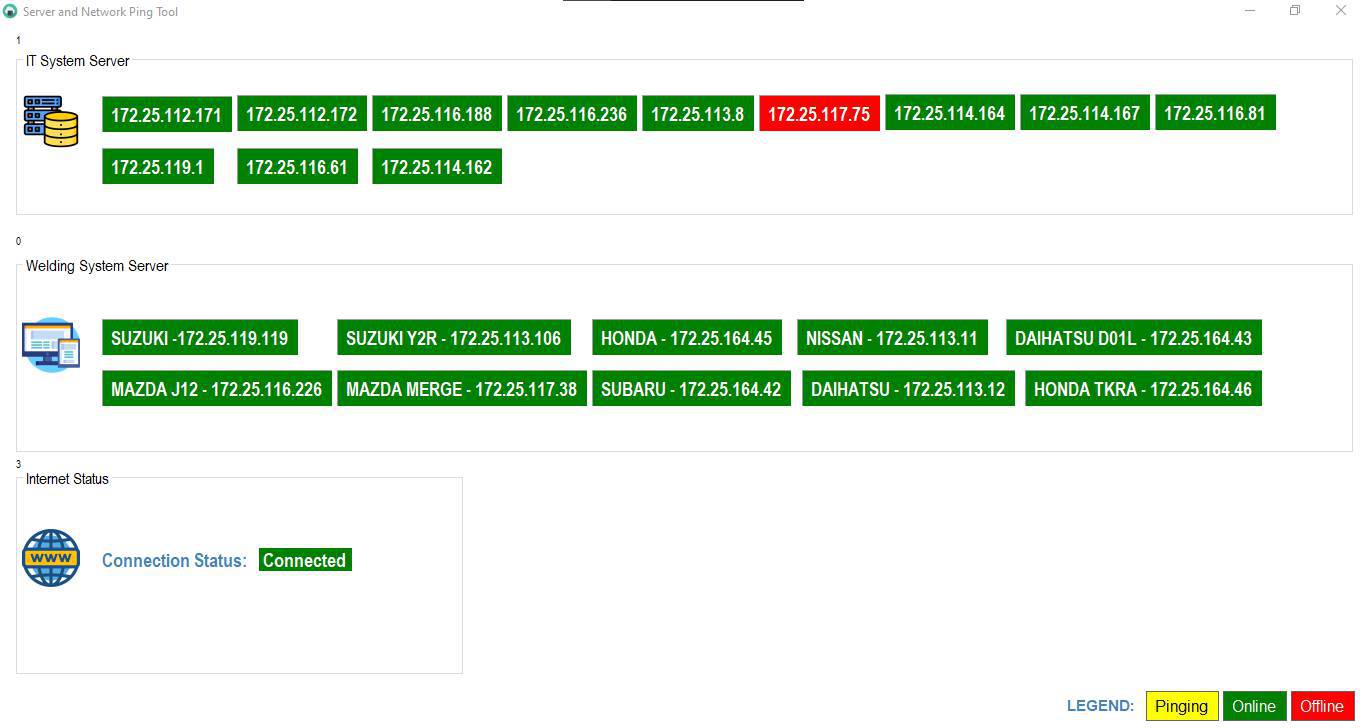 Server and Network Ping Tool
1
IT System Server
172.25.112.171 172.25.112.172 172.25.116.188 172.25.116.236 172.25.113.8 172.25.117.75 172.25.114.164 172.25.114.167 172.25.116.81
172.25.119.1 172.25.116.61 172.25.114.162
0
Welding System Server
SUZUKI -172.25.119.119 SUZUKI Y2R - 172.25.113.106 HONDA - 172.25.164.45 NISSAN - 172.25.113.11 DAIHATSU D01L - 172.25.164.43
MAZDA J12 - 172.25.116.226 MAZDA MERGE - 172.25.117.38 SUBARU - 172.25.164.42 DAIHATSU - 172.25.113.12 HONDA TKRA - 172.25.164.46
3
Internet Status
WWW
Connection Status: Connected
LEGEND: Pinging Online Offline